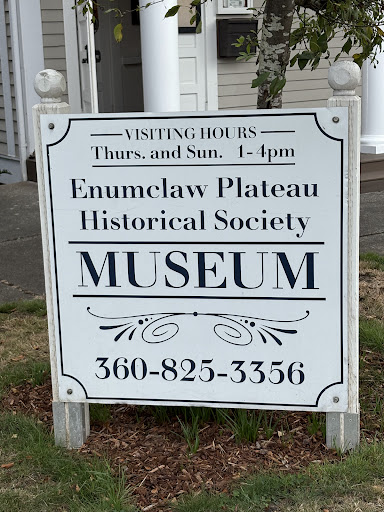 VISITING HOURS
Thurs. and Sun. 1-4pm
Enumclaw Plateau
Historical Society
MUSEUM
360-825-3356